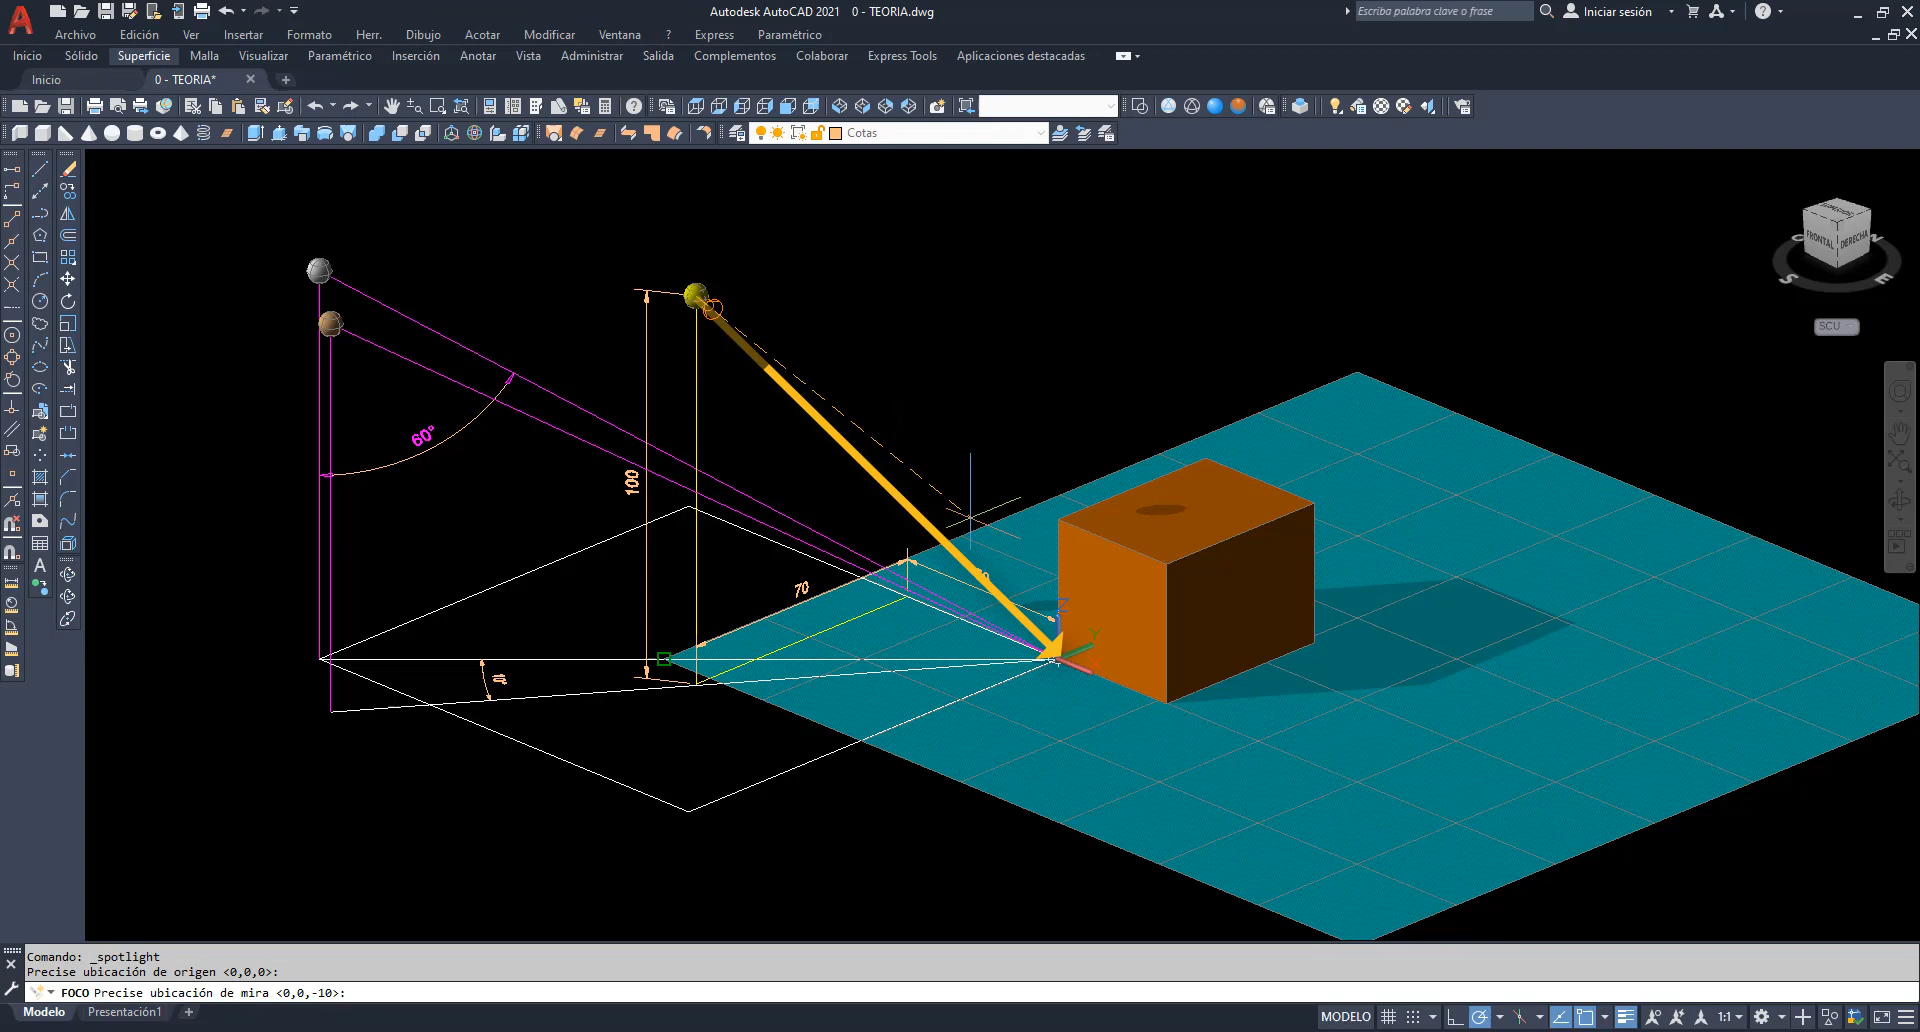 Autodesk AutoCAD 2021 0 - TEORIA.dwg
Escriba palabra clave o frase
Iniciar sesión
Archivo Edición Ver Insertar Formato Herr. Dibujo Acotar Modificar Ventana ? Express Paramétrico
Inicio Sólido Superficie Malla Visualizar Paramétrico Inserción Anotar Vista Administrar Salida Complementos Colaborar Express Tools Aplicaciones destacadas
Inicio 0 - TEORIA*
Cotas
FRONTAL DERECHA
S E
SCU
60°
100
70
Z
Y
Comando: _spotlight
Precise ubicación de origen <0,0,0>:
FOCO Precise ubicación de mira <0,0,-10>:
Modelo Presentación1
MODELO 1:1